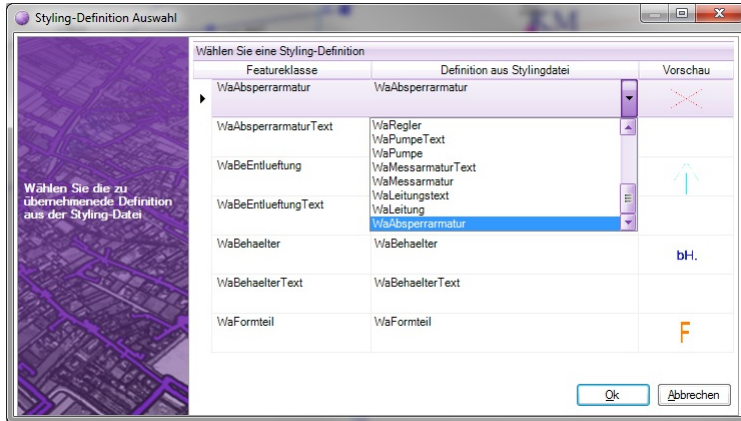 Styling-Definition Auswahl
KM
Wählen Sie eine Styling-Definition
Featureklasse Definition aus Stylingdatei Vorschau
WaAbsperrarmatur WaAbsperrarmatur
WaAbsperrarmaturText
WaRegler
WaPumpeText
WaPumpe
WaMessarmaturText
WaMessarmatur
WaLeitungstext
WaLeitung
WaAbsperrarmatur
WaBeEntlueftung
WaBeEntlueftungText
Wählen Sie die zu
übernehmenede Definition
aus der Styling-Datei
WaBehaelter WaBehaelter bH.
WaBehaelterText WaBehaelterText
WaFormteil WaFormteil F
Ok Abbrechen